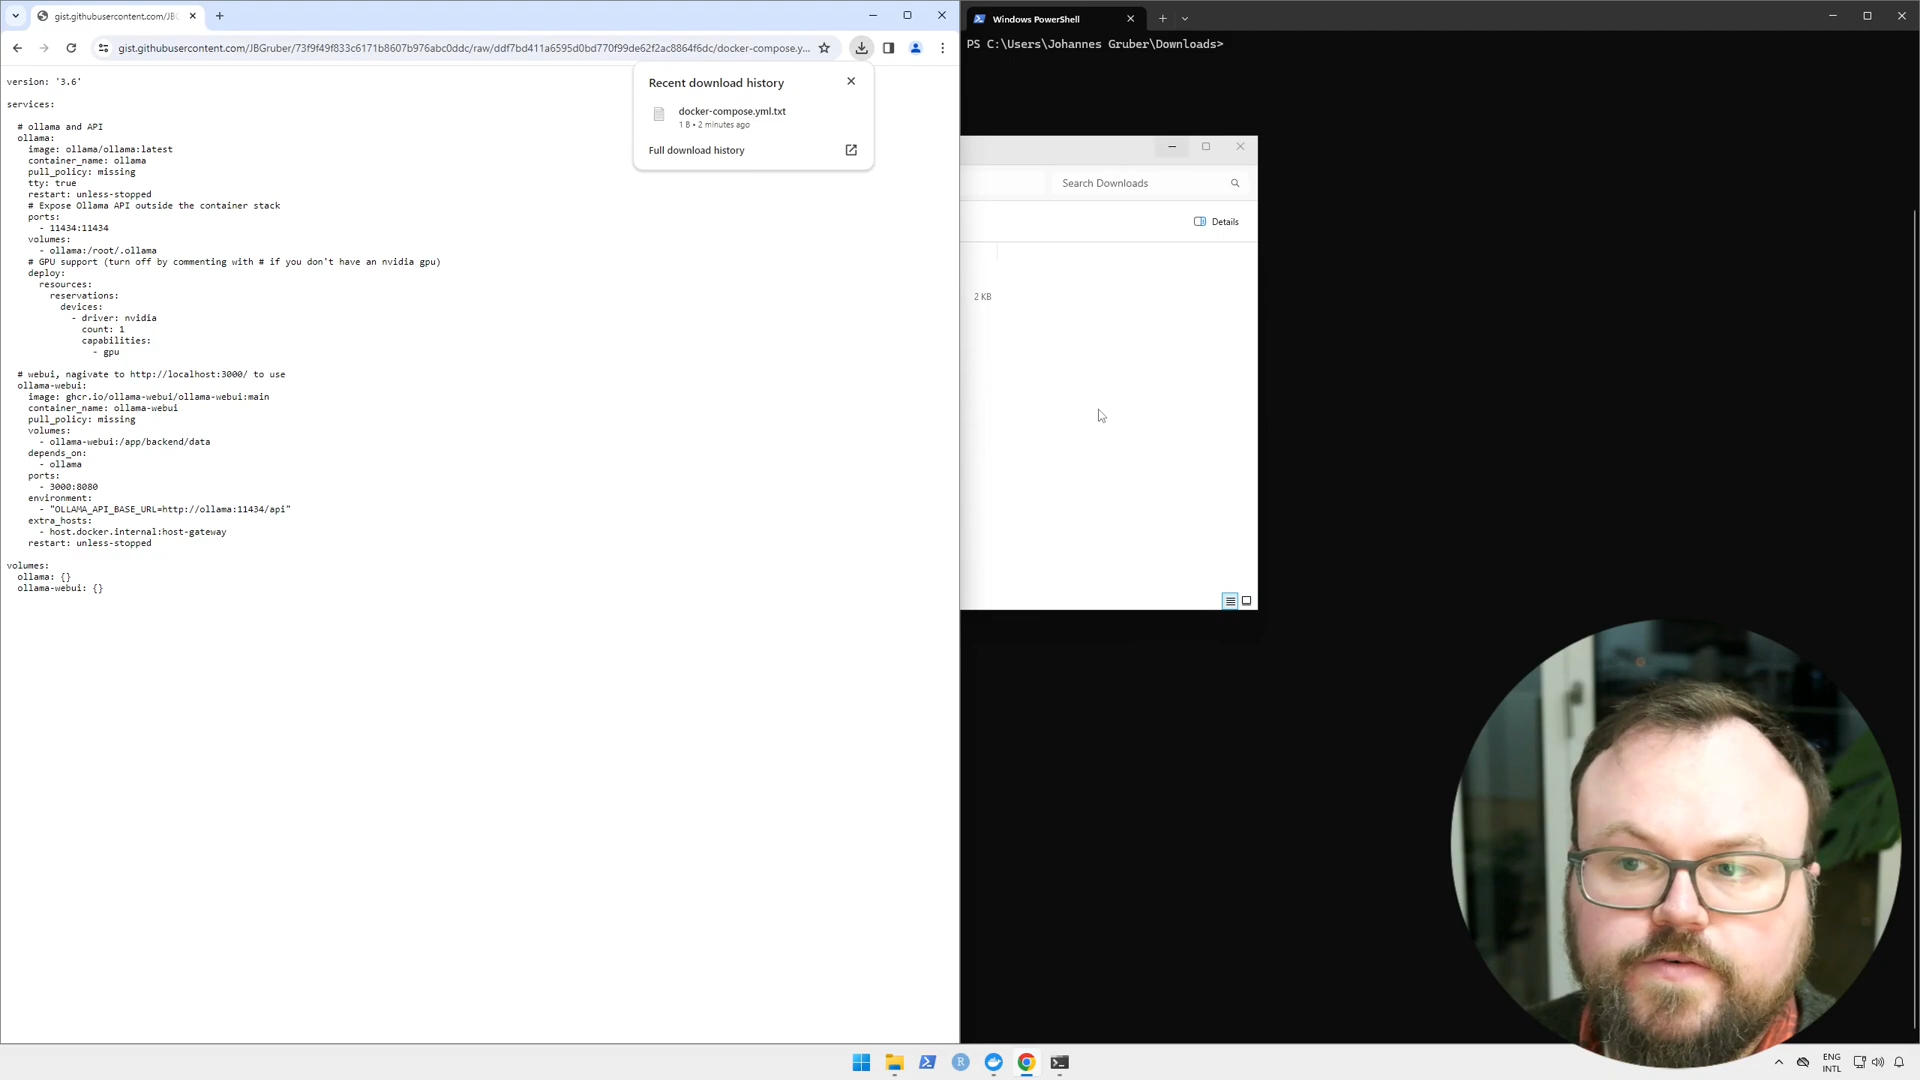 gist.githubusercontent.com/JBG
gist.githubusercontent.com/JBGruber/73f9f49f833c6171b8607b976abc0ddc/raw/ddf7bd411a6595d0bd770f99de62f2ac8864f6dc/docker-compose.y...
version: '3.6'
services:
# ollama and API
ollama:
image: ollama/ollama:latest
container_name: ollama
pull_policy: missing
tty: true
restart: unless-stopped
# Expose Ollama API outside the container stack
ports:
- 11434:11434
volumes:
- ollama:/root/.ollama
# GPU support (turn off by commenting with # if you don't have an nvidia gpu)
deploy:
resources:
reservations:
devices:
- driver: nvidia
count: 1
capabilities:
- gpu
# webui, nagivate to http://localhost:3000/ to use
ollama-webui:
image: ghcr.io/ollama-webui/ollama-webui:main
container_name: ollama-webui
pull_policy: missing
volumes:
- ollama-webui:/app/backend/data
depends_on:
- ollama
ports:
- 3000:8080
environment:
- "OLLAMA_API_BASE_URL=http://ollama:11434/api"
extra_hosts:
- host.docker.internal:host-gateway
restart: unless-stopped
volumes:
ollama: {}
ollama-webui: {}
Recent download history
docker-compose.yml.txt
1 B • 2 minutes ago
Full download history
Windows PowerShell
PS C:\Users\Johannes Gruber\Downloads>
Search Downloads
Details
2 KB
R
ENG
INTL